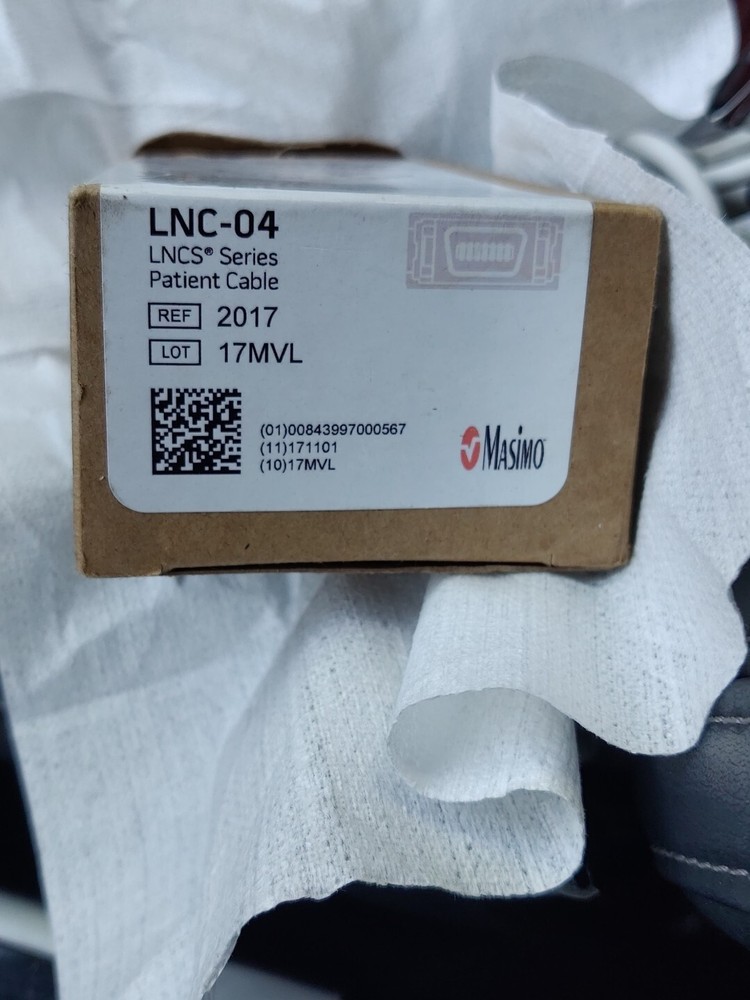 LNC-04
LNCS® Series
Patient Cable
REF 2017
LOT 17MVL
(01)00843997000567
(11)171101
(10)17MVL
Masimo